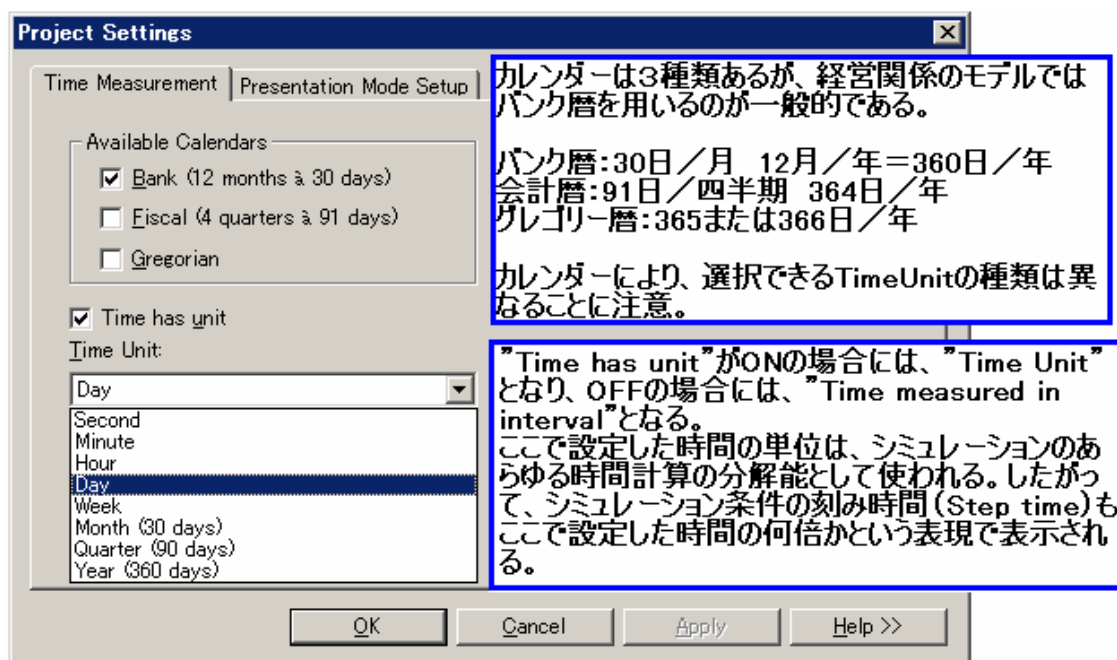 Project Settings
Time Measurement
Presentation Mode Setup
Available Calendars
Bank (12 months à 30 days)
Fiscal (4 quarters à 91 days)
Gregorian
Time has unit
Time Unit:
Day
Second
Minute
Hour
Day
Week
Month (30 days)
Quarter (90 days)
Year (360 days)
カレンダーは３種類あるが、経営関係のモデルでは
バンク暦を用いるのが一般的である。
バンク暦：30日／月 12月／年＝360日／年
会計暦：91日／四半期 364日／年
グレゴリー暦：365または366日／年
カレンダーにより、選択できるTimeUnitの種類は異
なることに注意。
”Time has unit”がONの場合には、”Time Unit”
となり、OFFの場合には、”Time measured in
interval”となる。
ここで設定した時間の単位は、シミュレーションのあ
らゆる時間計算の分解能として使われる。したがっ
て、シミュレーション条件の刻み時間（Step time）も
ここで設定した時間の何倍かという表現で表示され
る。
OK
Cancel
Apply
Help >>